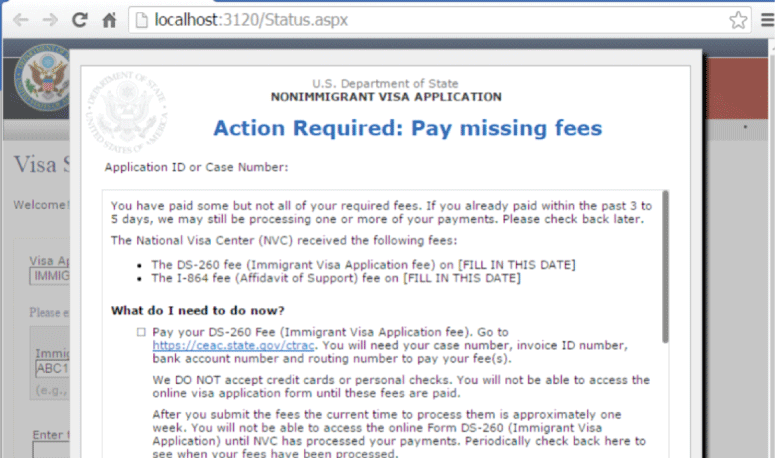 localhost:3120/Status.aspx
U.S. Department of State
NONIMMIGRANT VISA APPLICATION
Action Required: Pay missing fees
Application ID or Case Number:
Visa S
Welcome!
You have paid some but not all of your required fees. If you already paid within the past 3 to
5 days, we may still be processing one or more of your payments. Please check back later.
The National Visa Center (NVC) received the following fees:
• The DS-260 fee (Immigrant Visa Application fee) on [FILL IN THIS DATE]
• The I-864 fee (Affidavit of Support) fee on [FILL IN THIS DATE]
What do I need to do now?
Pay your DS-260 Fee (Immigrant Visa Application fee). Go to
https://ceac.state.gov/ctrac. You will need your case number, invoice ID number,
bank account number and routing number to pay your fee(s).
We DO NOT accept credit cards or personal checks. You will not be able to access the
online visa application form until these fees are paid.
After you submit the fees the current time to process them is approximately one
week. You will not be able to access the online Form DS-260 (Immigrant Visa
Application) until NVC has processed your payments. Periodically check back here to
see when your fees have been processed.
Visa Ap
IMMIG
Please e
Immig
ABC1
(e.g.,
Enter t
DEPARTMENT OF STATE
UNITED STATES OF AMERICA